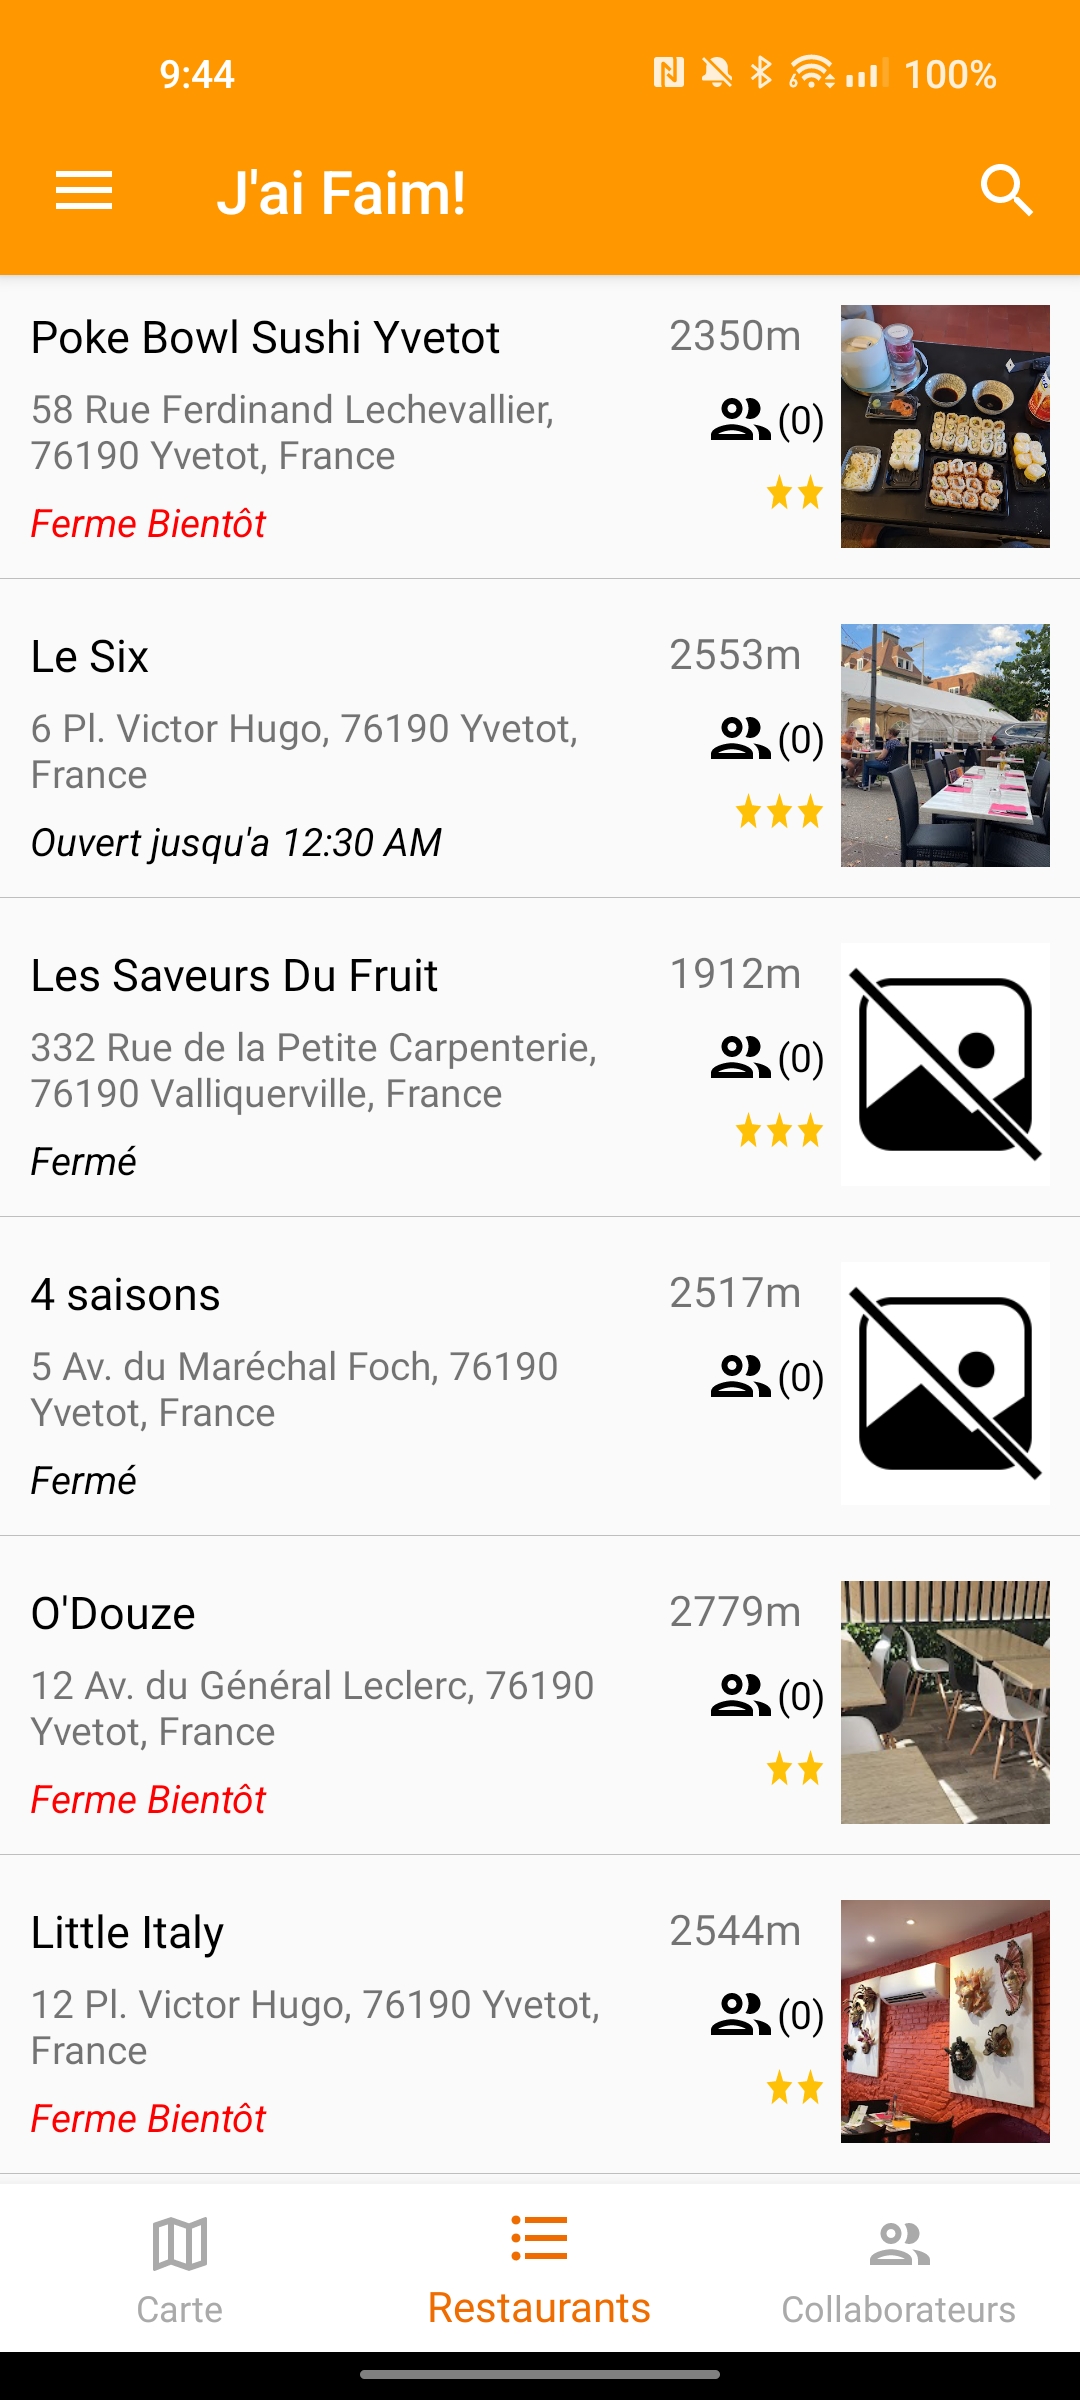 9:44
100%
J'ai Faim!
Poke Bowl Sushi Yvetot
2350m
58 Rue Ferdinand Lechevallier,
76190 Yvetot, France
(0)
Ferme Bientôt
Le Six
2553m
6 Pl. Victor Hugo, 76190 Yvetot,
France
(0)
Ouvert jusqu'a 12:30 AM
Les Saveurs Du Fruit
1912m
332 Rue de la Petite Carpenterie,
76190 Valliquerville, France
(0)
Fermé
4 saisons
2517m
5 Av. du Maréchal Foch, 76190
Yvetot, France
(0)
Fermé
O'Douze
2779m
12 Av. du Général Leclerc, 76190
Yvetot, France
(0)
Ferme Bientôt
Little Italy
2544m
12 Pl. Victor Hugo, 76190 Yvetot,
France
(0)
Ferme Bientôt
Carte
Restaurants
Collaborateurs